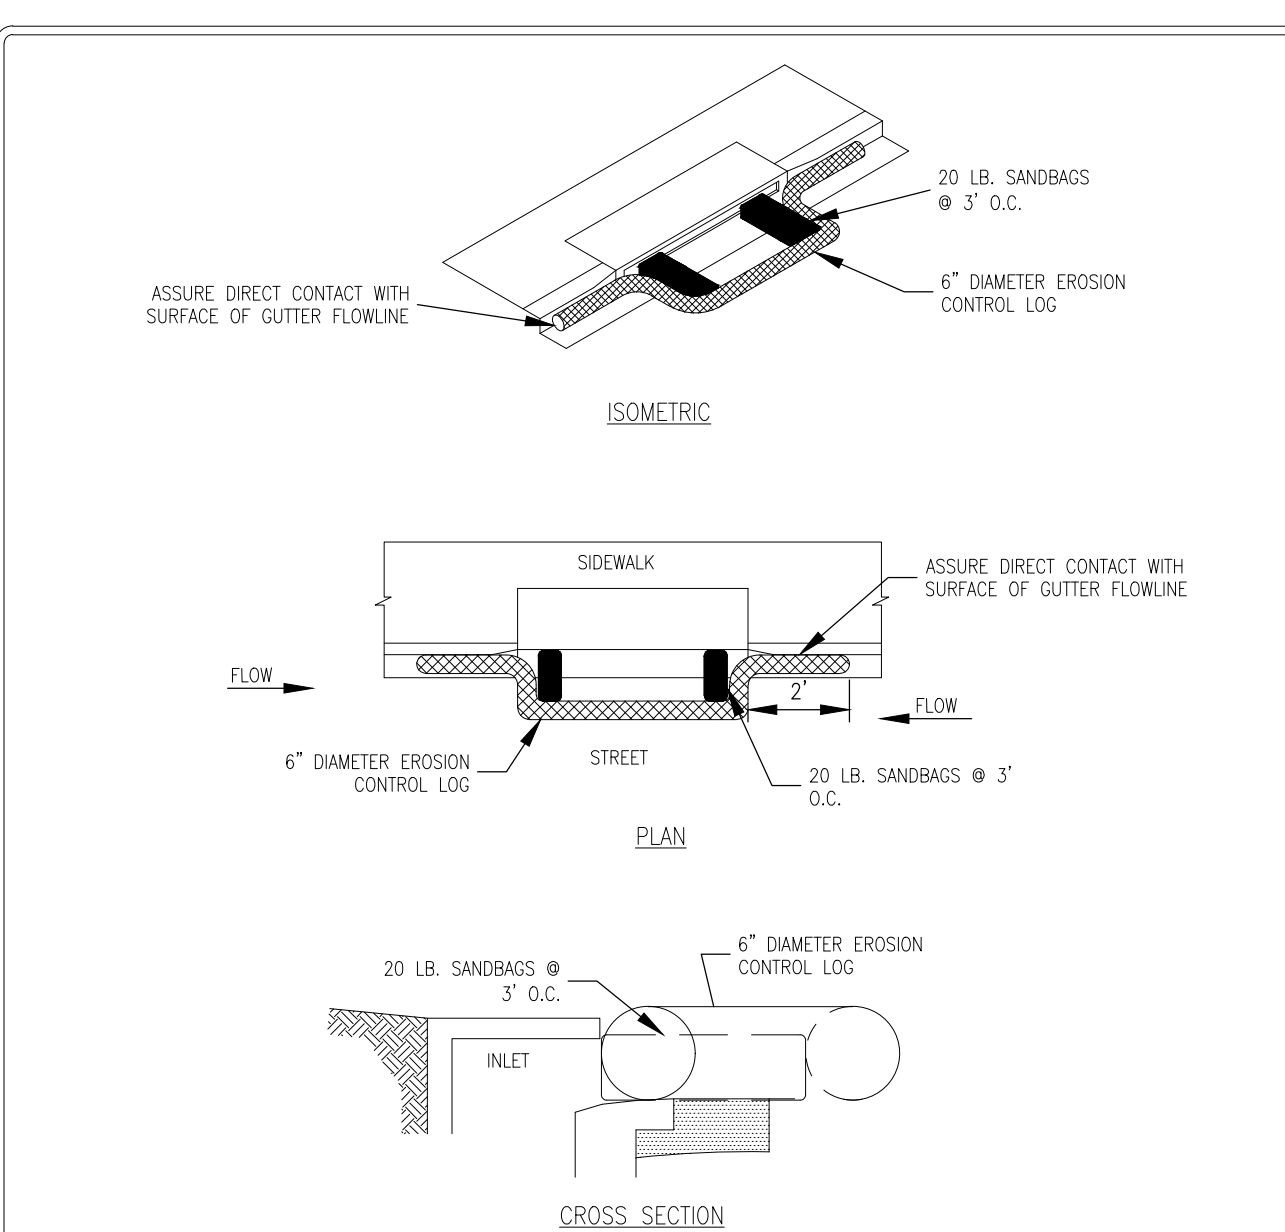 20 LB. SANDBAGS
@ 3' O.C.
6" DIAMETER EROSION
CONTROL LOG
ASSURE DIRECT CONTACT WITH
SURFACE OF GUTTER FLOWLINE
ISOMETRIC
SIDEWALK
ASSURE DIRECT CONTACT WITH
SURFACE OF GUTTER FLOWLINE
FLOW
2'
FLOW
6" DIAMETER EROSION
CONTROL LOG
STREET
20 LB. SANDBAGS @ 3'
O.C.
PLAN
6" DIAMETER EROSION
CONTROL LOG
20 LB. SANDBAGS @
3' O.C.
INLET
CROSS SECTION